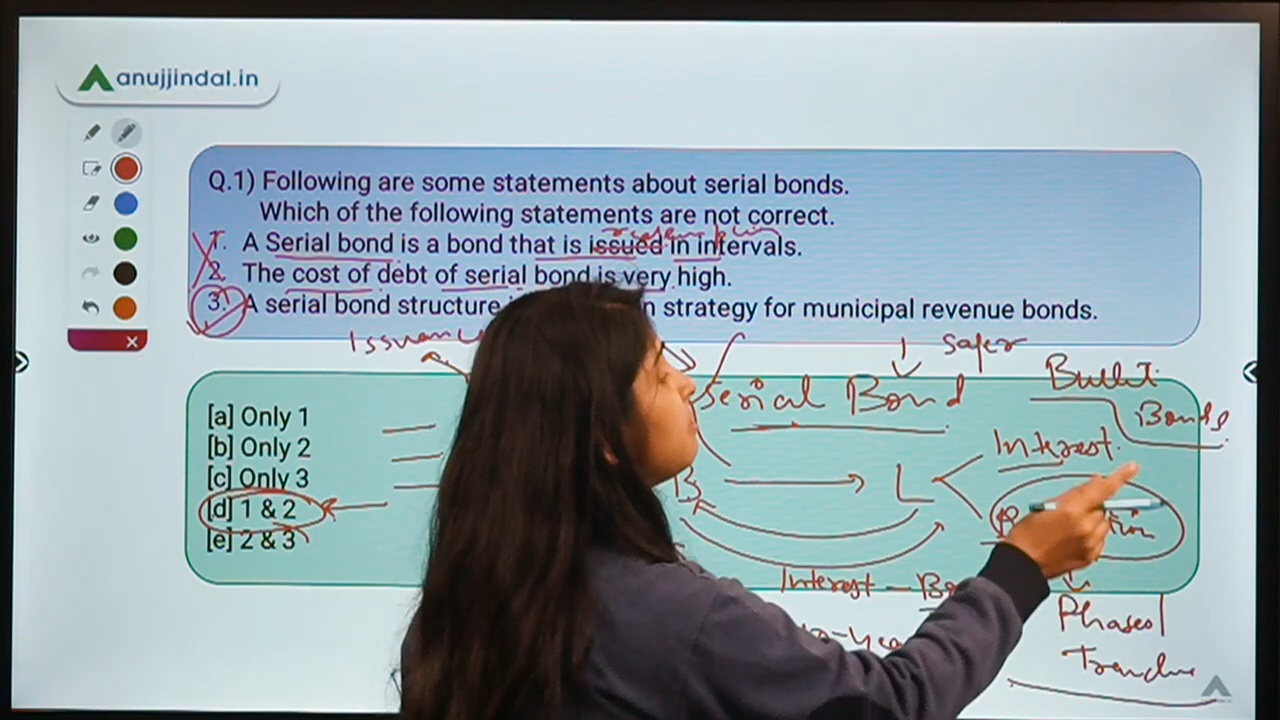 anujjindal.in
Q.1) Following are some statements about serial bonds.
Which of the following statements are not correct.
1. A Serial bond is a bond that is issued in intervals.
2. The cost of debt of serial bond is very high.
3. A serial bond structure n strategy for municipal revenue bonds.
Issuance
Safer
[a] Only 1
[b] Only 2
[c] Only 3
[d] 1 & 2
[e] 2 & 3
Serial Bond
Bullet
Bonds
Interest
B
L
Interest –
Phased